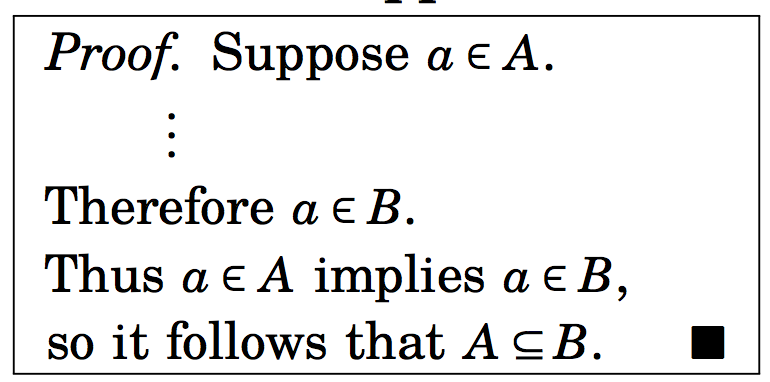 Proof. Suppose a ∈ A.
⋮
Therefore a ∈ B.
Thus a ∈ A implies a ∈ B,
so it follows that A ⊆ B. ■